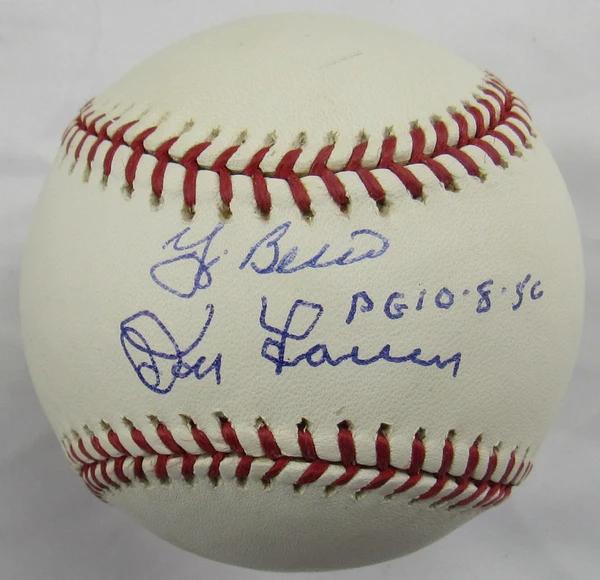 Yogi Berra
PG 10-8-56
Don Larsen